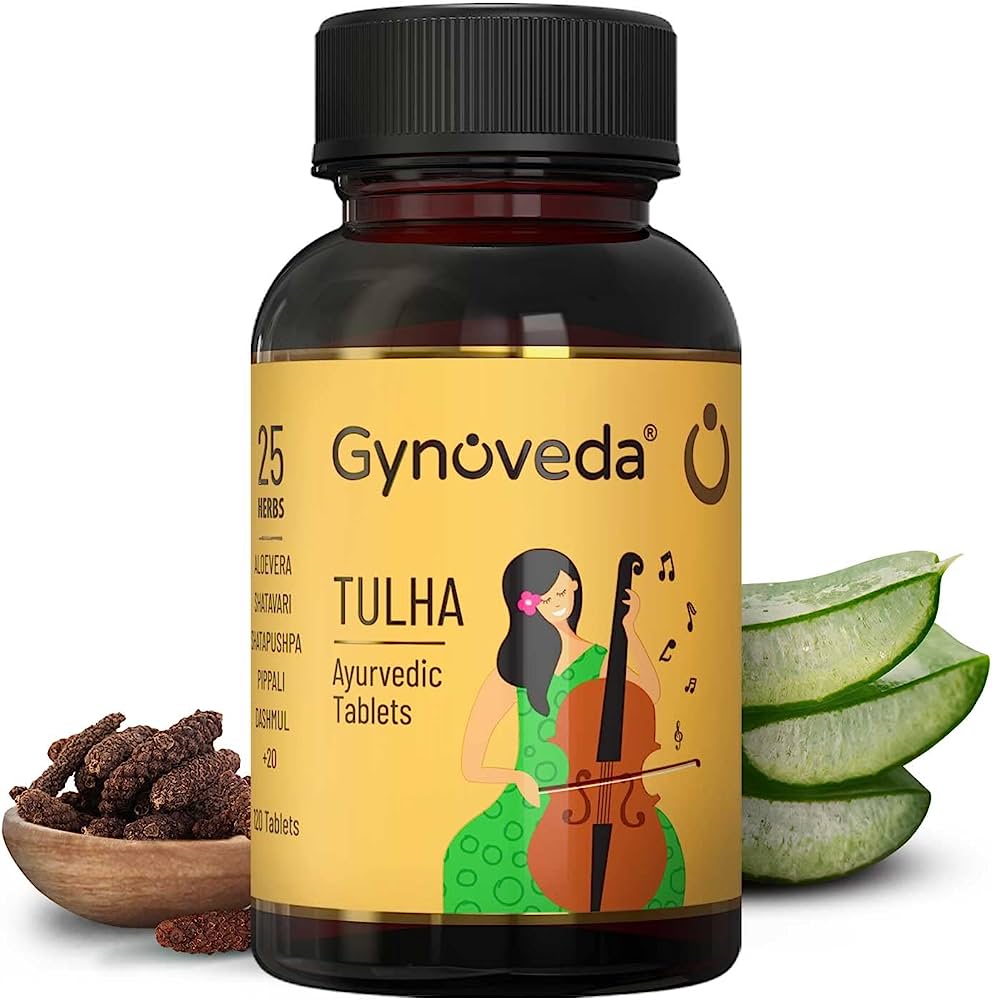 25
HERBS
ALOEVERA
SHATAVARI
SHATAPUSHPA
PIPPALI
DASHMUL
+20
120 Tablets
Gynoveda®
TULHA
Ayurvedic
Tablets